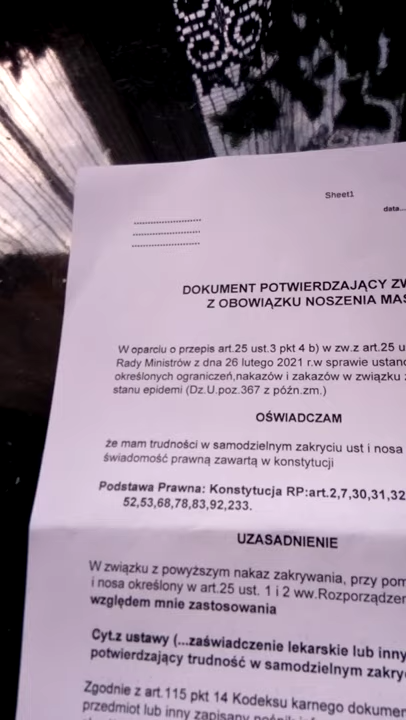 Sheet1
data...
........................
........................
........................
DOKUMENT POTWIERDZAJĄCY
Z OBOWIĄZKU NOSZENIA
W oparciu o przepis art.25 ust.3 pkt 4 b) w zw.z art.25
Rady Ministrów z dna 26 lutego 2021 r.w sprawie
określonych ograniczeń,nakazów i zakazów w związku
stanu epidemi (Dz.U.poz.367 z późn.zm.)
OŚWIADCZAM
że mam trudności w samodzielnym zakryciu ust i nosa
świadomość prawną zawartą w konstytucji
Podstawa Prawna: Konstytucja RP:art.2,7,30,31,32
52,53,68,78,83,92,233.
UZASADNIENIE
W związku z powyższym nakaz zakrywania, przy
i nosa określony w art.25 ust. 1 i 2 ww.
względem mnie zastosowania
Cyt.z ustawy (...zaświadczenie lekarskie lub inny
potwierdzający trudność w samodzielnym
Zgodnie z art.115 pkt 14 Kodeksu karnego
przedmiot lub inny zapisany